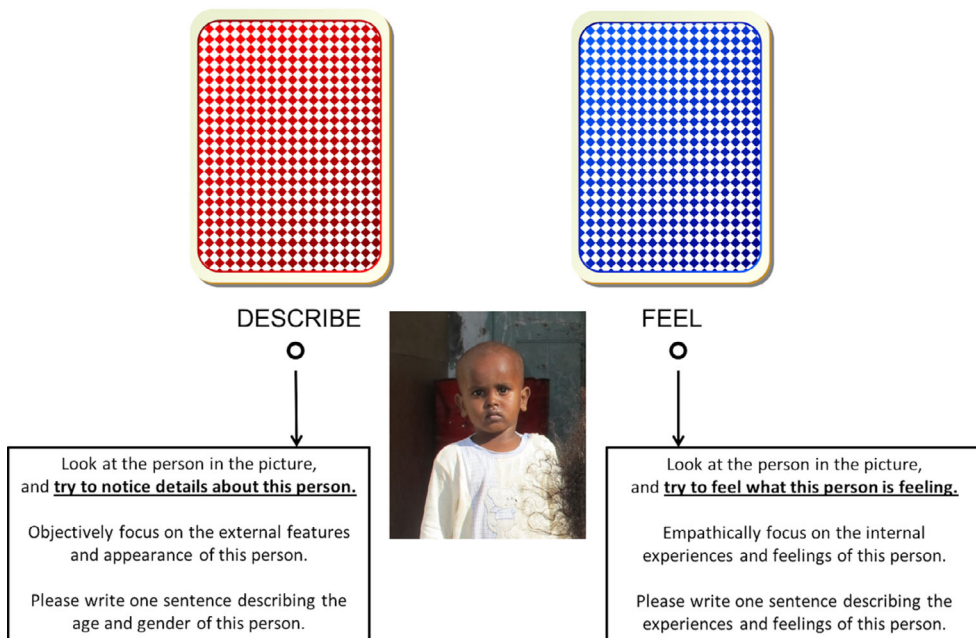 DESCRIBE
FEEL
Look at the person in the picture,
and try to notice details about this person.
Objectively focus on the external features
and appearance of this person.
Please write one sentence describing the
age and gender of this person.
Look at the person in the picture,
and try to feel what this person is feeling.
Empathically focus on the internal
experiences and feelings of this person.
Please write one sentence describing the
experiences and feelings of this person.